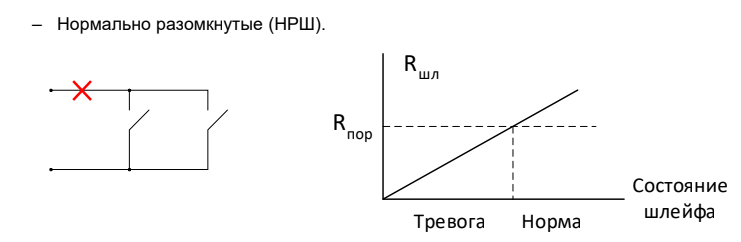 – Нормально разомкнутые (НРШ).
Rшл
Rпор
Состояние
шлейфа
Тревога Норма